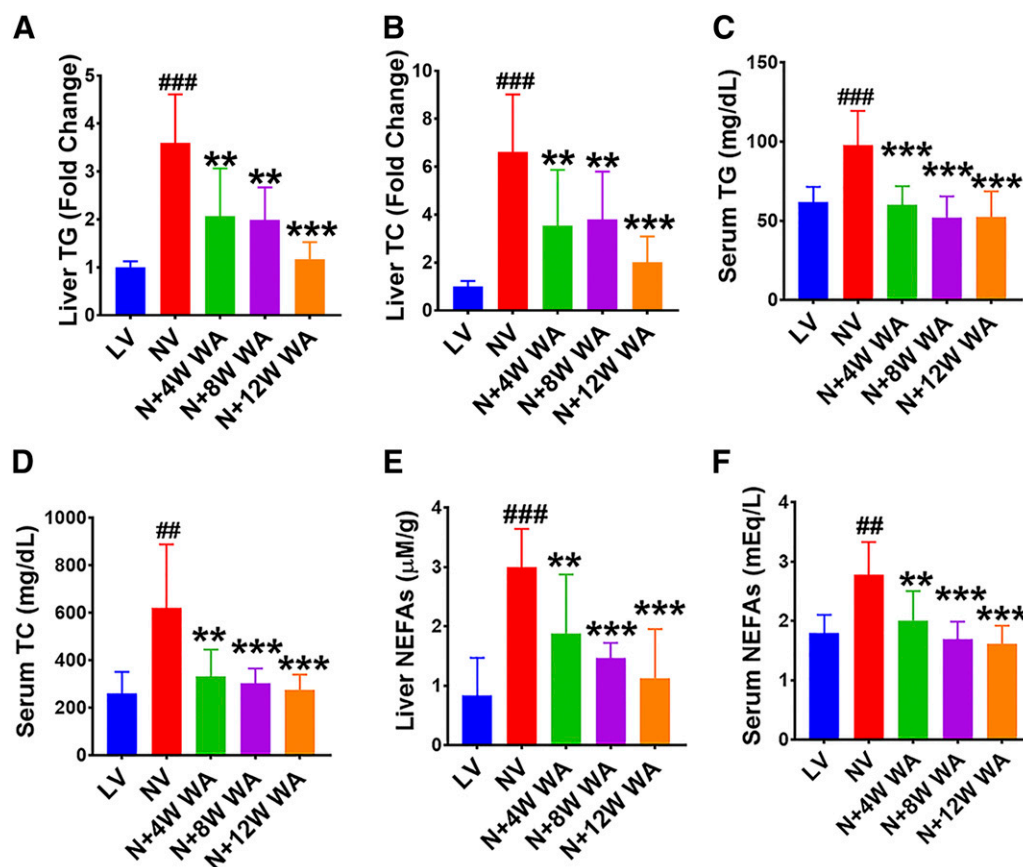 A
Liver TG (Fold Change)
5
4
3
2
1
0
###
**
**
***
LV
NV
N+4W WA
N+8W WA
N+12W WA
B
Liver TC (Fold Change)
10
8
6
4
2
0
###
**
**
***
LV
NV
N+4W WA
N+8W WA
N+12W WA
C
Serum TG (mg/dL)
150
100
50
0
###
***
***
***
LV
NV
N+4W WA
N+8W WA
N+12W WA
D
Serum TC (mg/dL)
1000
800
600
400
200
0
##
**
***
***
LV
NV
N+4W WA
N+8W WA
N+12W WA
E
Liver NEFAs (μM/g)
4
3
2
1
0
###
**
***
***
LV
NV
N+4W WA
N+8W WA
N+12W WA
F
Serum NEFAs (mEq/L)
4
3
2
1
0
##
**
***
***
LV
NV
N+4W WA
N+8W WA
N+12W WA